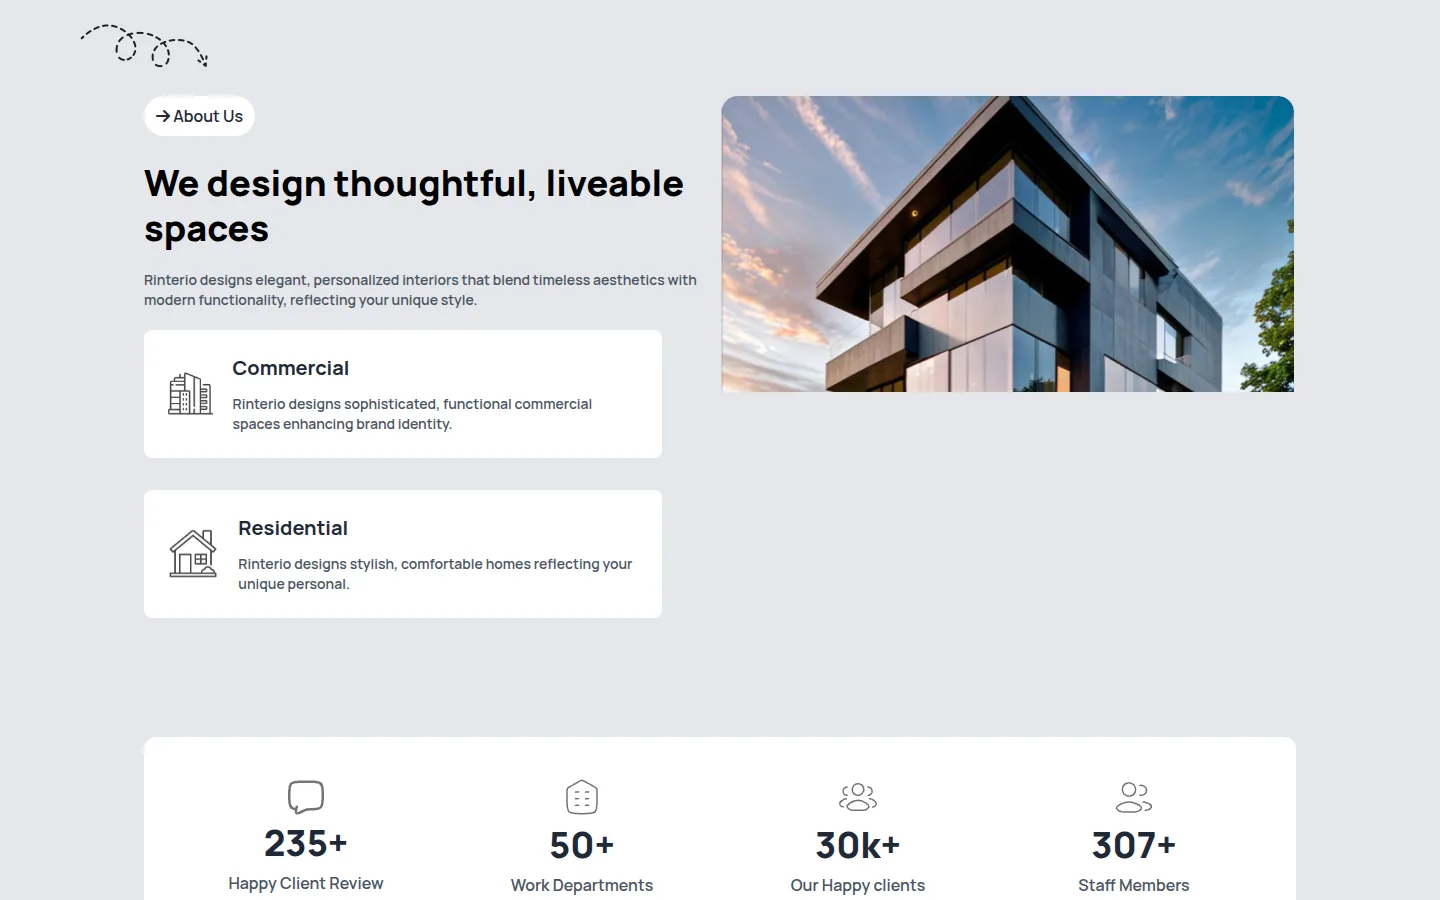 About Us
We design thoughtful, liveable
spaces
Rinterio designs elegant, personalized interiors that blend timeless aesthetics with
modern functionality, reflecting your unique style.
Commercial
Rinterio designs sophisticated, functional commercial
spaces enhancing brand identity.
Residential
Rinterio designs stylish, comfortable homes reflecting your
unique personal.
235+
Happy Client Review
50+
Work Departments
30k+
Our Happy clients
307+
Staff Members